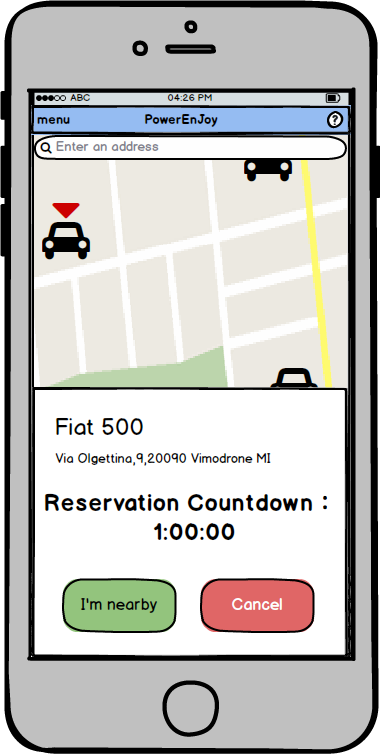 ABC 04:26 PM
menu PowerEnJoy ?
Enter an address
Fiat 500
Via Olgettina,9,20090 Vimodrone MI
Reservation Countdown :
1:00:00
I'm nearby Cancel